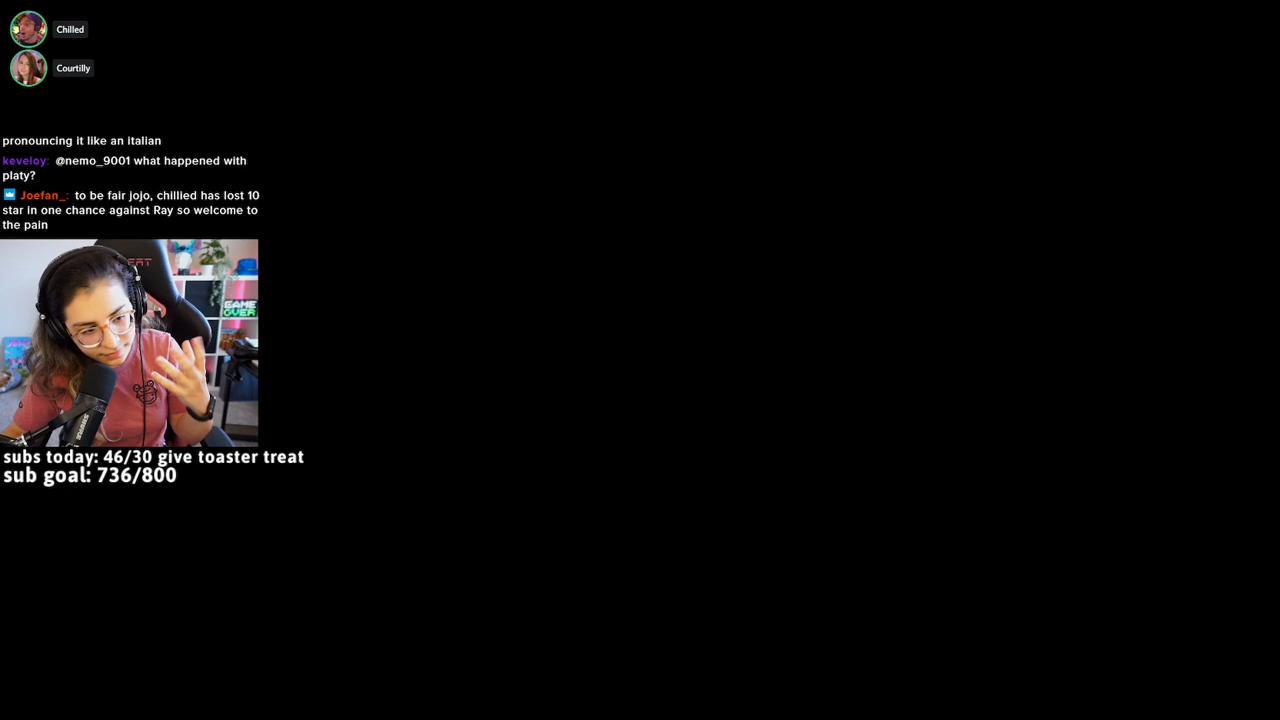 Chilled
Courtilly
pronouncing it like an italian
keveloy: @nemo_9001 what happened with
platy?
Joefan_: to be fair jojo, chillied has lost 10
star in one chance against Ray so welcome to
the pain
GAME
OVER
SHURE
subs today: 46/30 give toaster treat
sub goal: 736/800